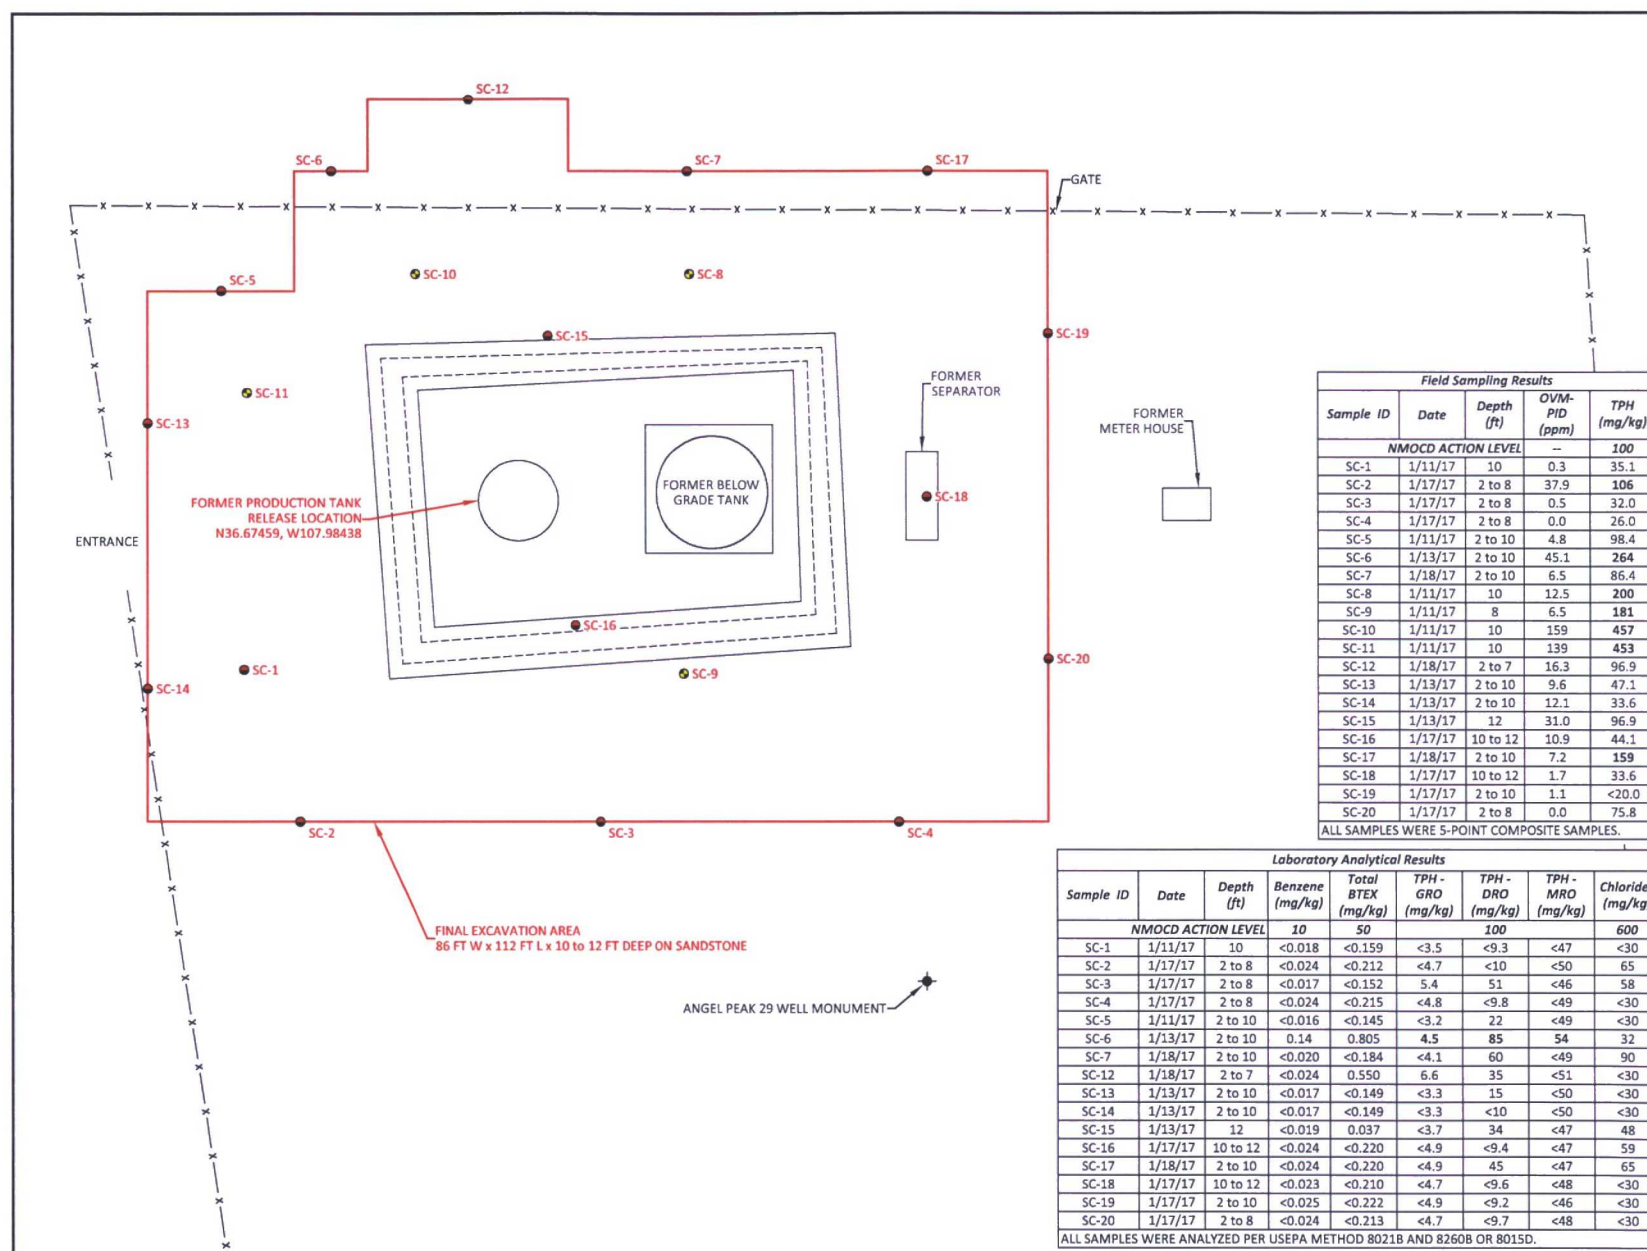 SC-12
SC-6
SC-7
SC-17
GATE
SC-5
SC-10
SC-8
SC-15
SC-19
SC-11
SC-13
FORMER
SEPARATOR
FORMER
METER HOUSE
FORMER BELOW
GRADE TANK
SC-18
FORMER PRODUCTION TANK
RELEASE LOCATION
N36.67459, W107.98438
ENTRANCE
SC-16
SC-1
SC-9
SC-14
SC-20
SC-2
SC-3
SC-4
FINAL EXCAVATION AREA
86 FT W x 112 FT L x 10 to 12 FT DEEP ON SANDSTONE
ANGEL PEAK 29 WELL MONUMENT
Field Sampling Results
Sample ID Date Depth (ft) OVM-PID (ppm) TPH (mg/kg)
NMOCD ACTION LEVEL -- 100
SC-1 1/11/17 10 0.3 35.1
SC-2 1/17/17 2 to 8 37.9 106
SC-3 1/17/17 2 to 8 0.5 32.0
SC-4 1/17/17 2 to 8 0.0 26.0
SC-5 1/11/17 2 to 10 4.8 98.4
SC-6 1/13/17 2 to 10 45.1 264
SC-7 1/18/17 2 to 10 6.5 86.4
SC-8 1/11/17 10 12.5 200
SC-9 1/11/17 8 6.5 181
SC-10 1/11/17 10 159 457
SC-11 1/11/17 10 139 453
SC-12 1/18/17 2 to 7 16.3 96.9
SC-13 1/13/17 2 to 10 9.6 47.1
SC-14 1/13/17 2 to 10 12.1 33.6
SC-15 1/13/17 12 31.0 96.9
SC-16 1/17/17 10 to 12 10.9 44.1
SC-17 1/18/17 2 to 10 7.2 159
SC-18 1/17/17 10 to 12 1.7 33.6
SC-19 1/17/17 2 to 10 1.1 <20.0
SC-20 1/17/17 2 to 8 0.0 75.8
ALL SAMPLES WERE 5-POINT COMPOSITE SAMPLES.
Laboratory Analytical Results
Sample ID Date Depth (ft) Benzene (mg/kg) Total BTEX (mg/kg) TPH - GRO (mg/kg) TPH - DRO (mg/kg) TPH - MRO (mg/kg) Chloride (mg/kg
NMOCD ACTION LEVEL 10 50 100 600
SC-1 1/11/17 10 <0.018 <0.159 <3.5 <9.3 <47 <30
SC-2 1/17/17 2 to 8 <0.024 <0.212 <4.7 <10 <50 65
SC-3 1/17/17 2 to 8 <0.017 <0.152 5.4 51 <46 58
SC-4 1/17/17 2 to 8 <0.024 <0.215 <4.8 <9.8 <49 <30
SC-5 1/11/17 2 to 10 <0.016 <0.145 <3.2 22 <49 <30
SC-6 1/13/17 2 to 10 0.14 0.805 4.5 85 54 32
SC-7 1/18/17 2 to 10 <0.020 <0.184 <4.1 60 <49 90
SC-12 1/18/17 2 to 7 <0.024 0.550 6.6 35 <51 <30
SC-13 1/13/17 2 to 10 <0.017 <0.149 <3.3 15 <50 <30
SC-14 1/13/17 2 to 10 <0.017 <0.149 <3.3 <10 <50 <30
SC-15 1/13/17 12 <0.019 0.037 <3.7 34 <47 48
SC-16 1/17/17 10 to 12 <0.024 <0.220 <4.9 <9.4 <47 59
SC-17 1/18/17 2 to 10 <0.024 <0.220 <4.9 45 <47 65
SC-18 1/17/17 10 to 12 <0.023 <0.210 <4.7 <9.6 <48 <30
SC-19 1/17/17 2 to 10 <0.025 <0.222 <4.9 <9.2 <46 <30
SC-20 1/17/17 2 to 8 <0.024 <0.213 <4.7 <9.7 <48 <30
ALL SAMPLES WERE ANALYZED PER USEPA METHOD 8021B AND 8260B OR 8015D.